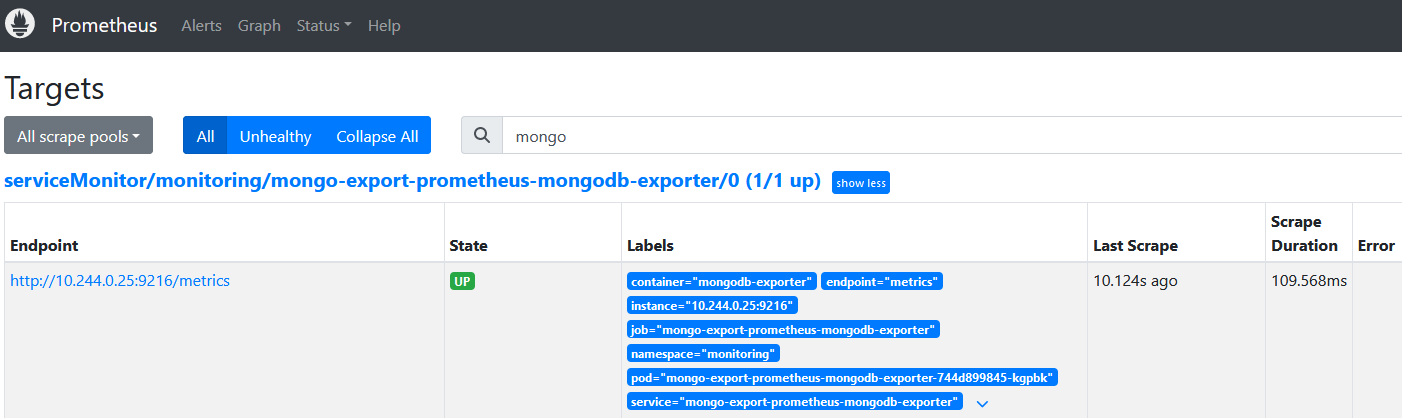 Prometheus Alerts Graph Status Help
Targets
All scrape pools All Unhealthy Collapse All mongo
serviceMonitor/monitoring/mongo-export-prometheus-mongodb-exporter/0 (1/1 up) show less
Endpoint State Labels Last Scrape Scrape Duration Error
http://10.244.0.25:9216/metrics UP container="mongodb-exporter" endpoint="metrics" 10.124s ago 109.568ms
instance="10.244.0.25:9216"
job="mongo-export-prometheus-mongodb-exporter"
namespace="monitoring"
pod="mongo-export-prometheus-mongodb-exporter-744d899845-kgpbk"
service="mongo-export-prometheus-mongodb-exporter"